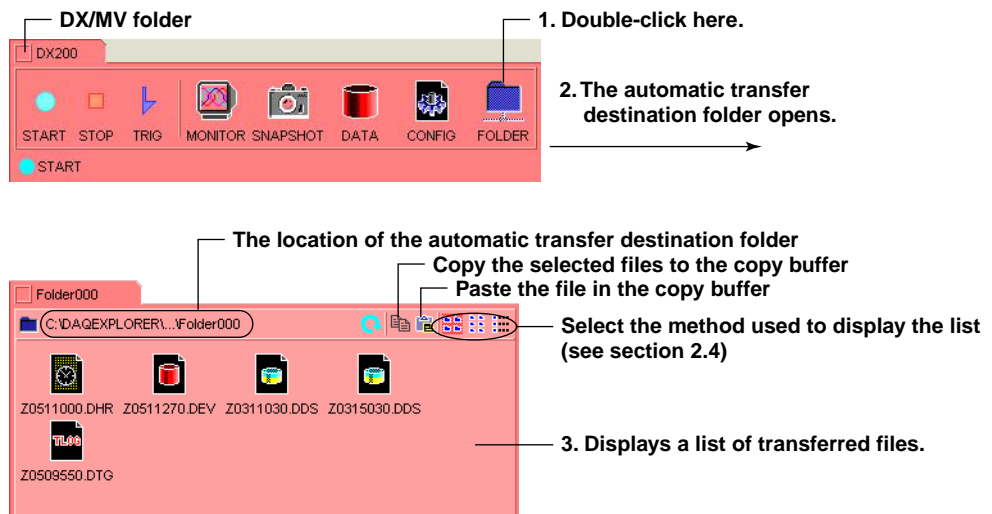 DX/MV folder
1. Double-click here.
DX200
2. The automatic transfer
destination folder opens.
START STOP TRIG MONITOR SNAPSHOT DATA CONFIG FOLDER
START
The location of the automatic transfer destination folder
Copy the selected files to the copy buffer
Paste the file in the copy buffer
Folder000
C:\DAQEXPLORER\...\Folder000
Select the method used to display the list
(see section 2.4)
TLOG
Z0511000.DHR Z0511270.DEV Z0311030.DDS Z0315030.DDS
Z0509550.DTG
3. Displays a list of transferred files.